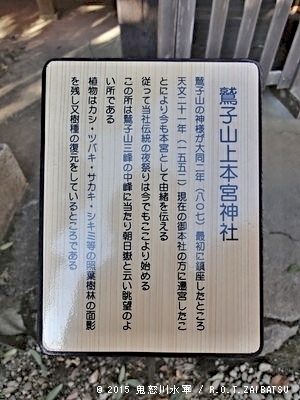 鷲子山上本宮神社
鷲子山の神様が大同二年（八〇七）最初に鎮座したところ
天文二十一年（一五五二）現在の御本社の方に遷宮したこ
とにより今も本宮として由緒を伝える
従って当社伝統の夜祭りは今でもここより始める
この所は鷲子山三峰の中峰に当たり朝日嶽と云い眺望のよ
い所である
植物はカシ・ツバキ・サカキ・シキミ等の照葉樹林の面影
を残し又樹種の復元をしているところである
© 2015 鬼怒川水軍 / R.O.T.ZAIBATSU